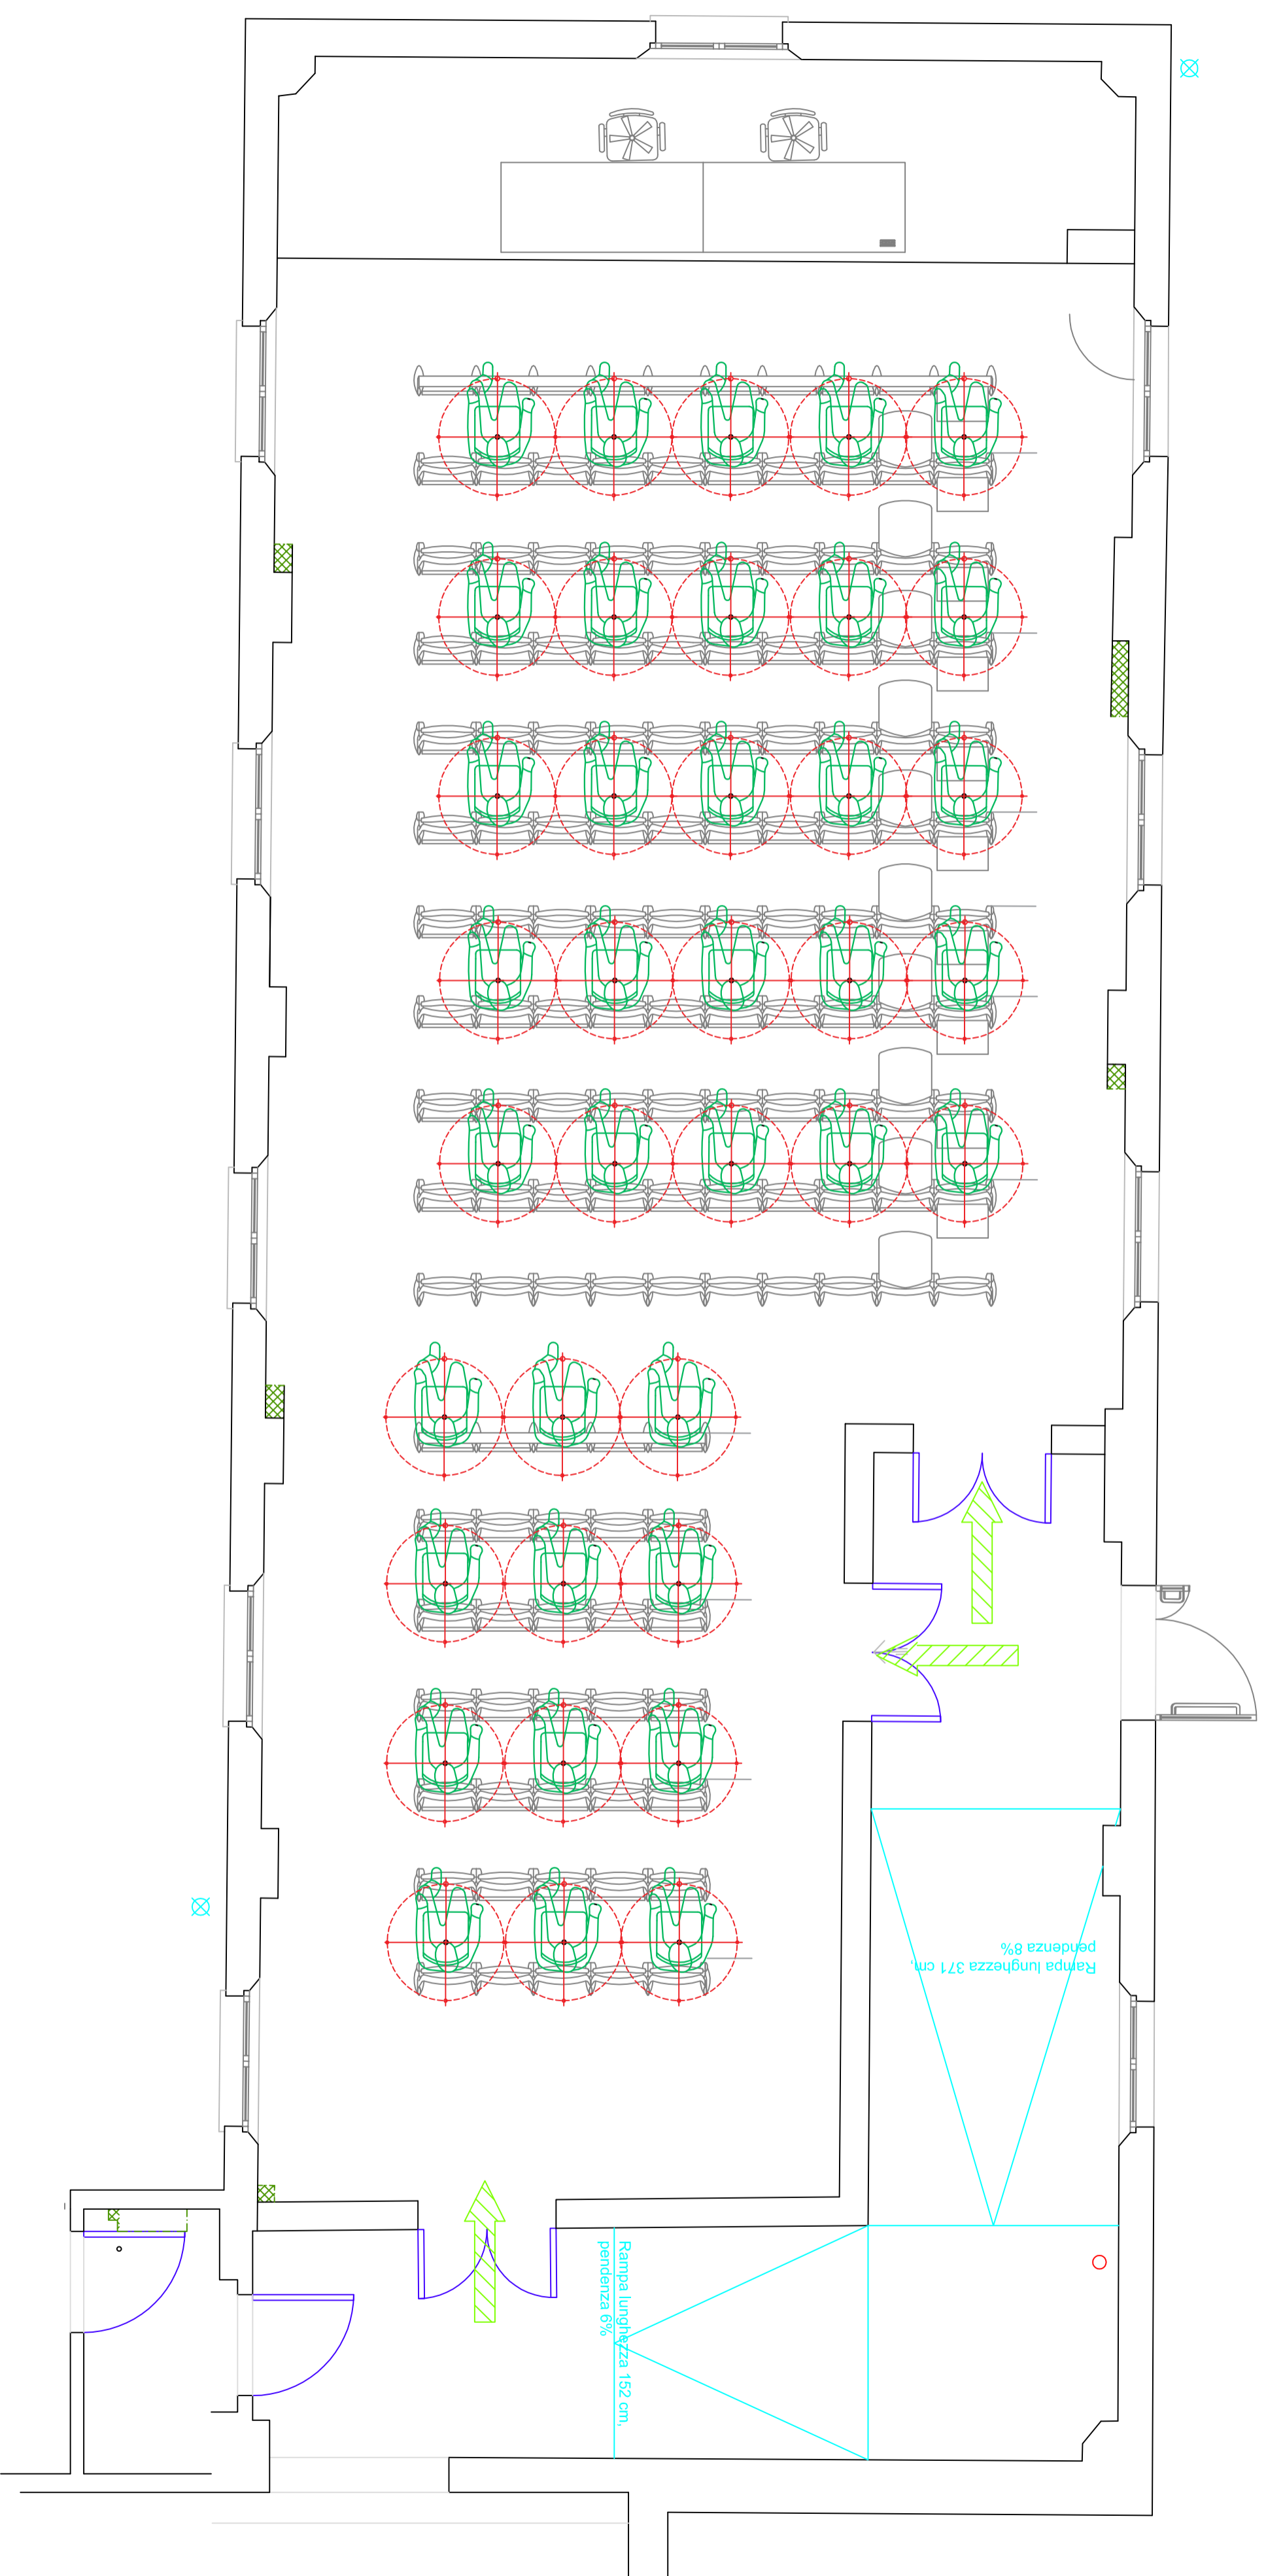 Rampa lunghezza 371 cm,
pendenza 8%
Rampa lunghezza 152 cm,
pendenza 6%